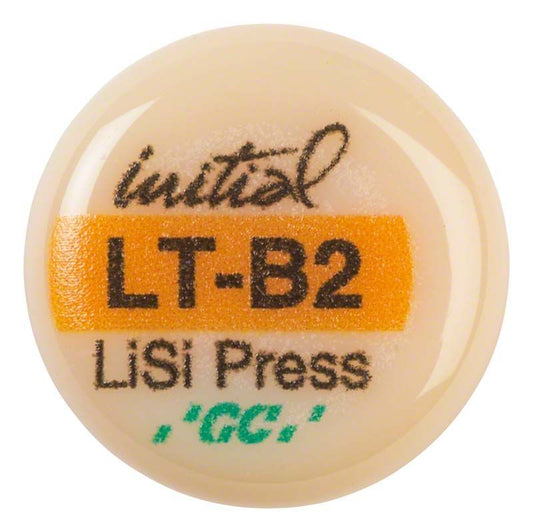 initial
LT-B2
LiSi Press
GC